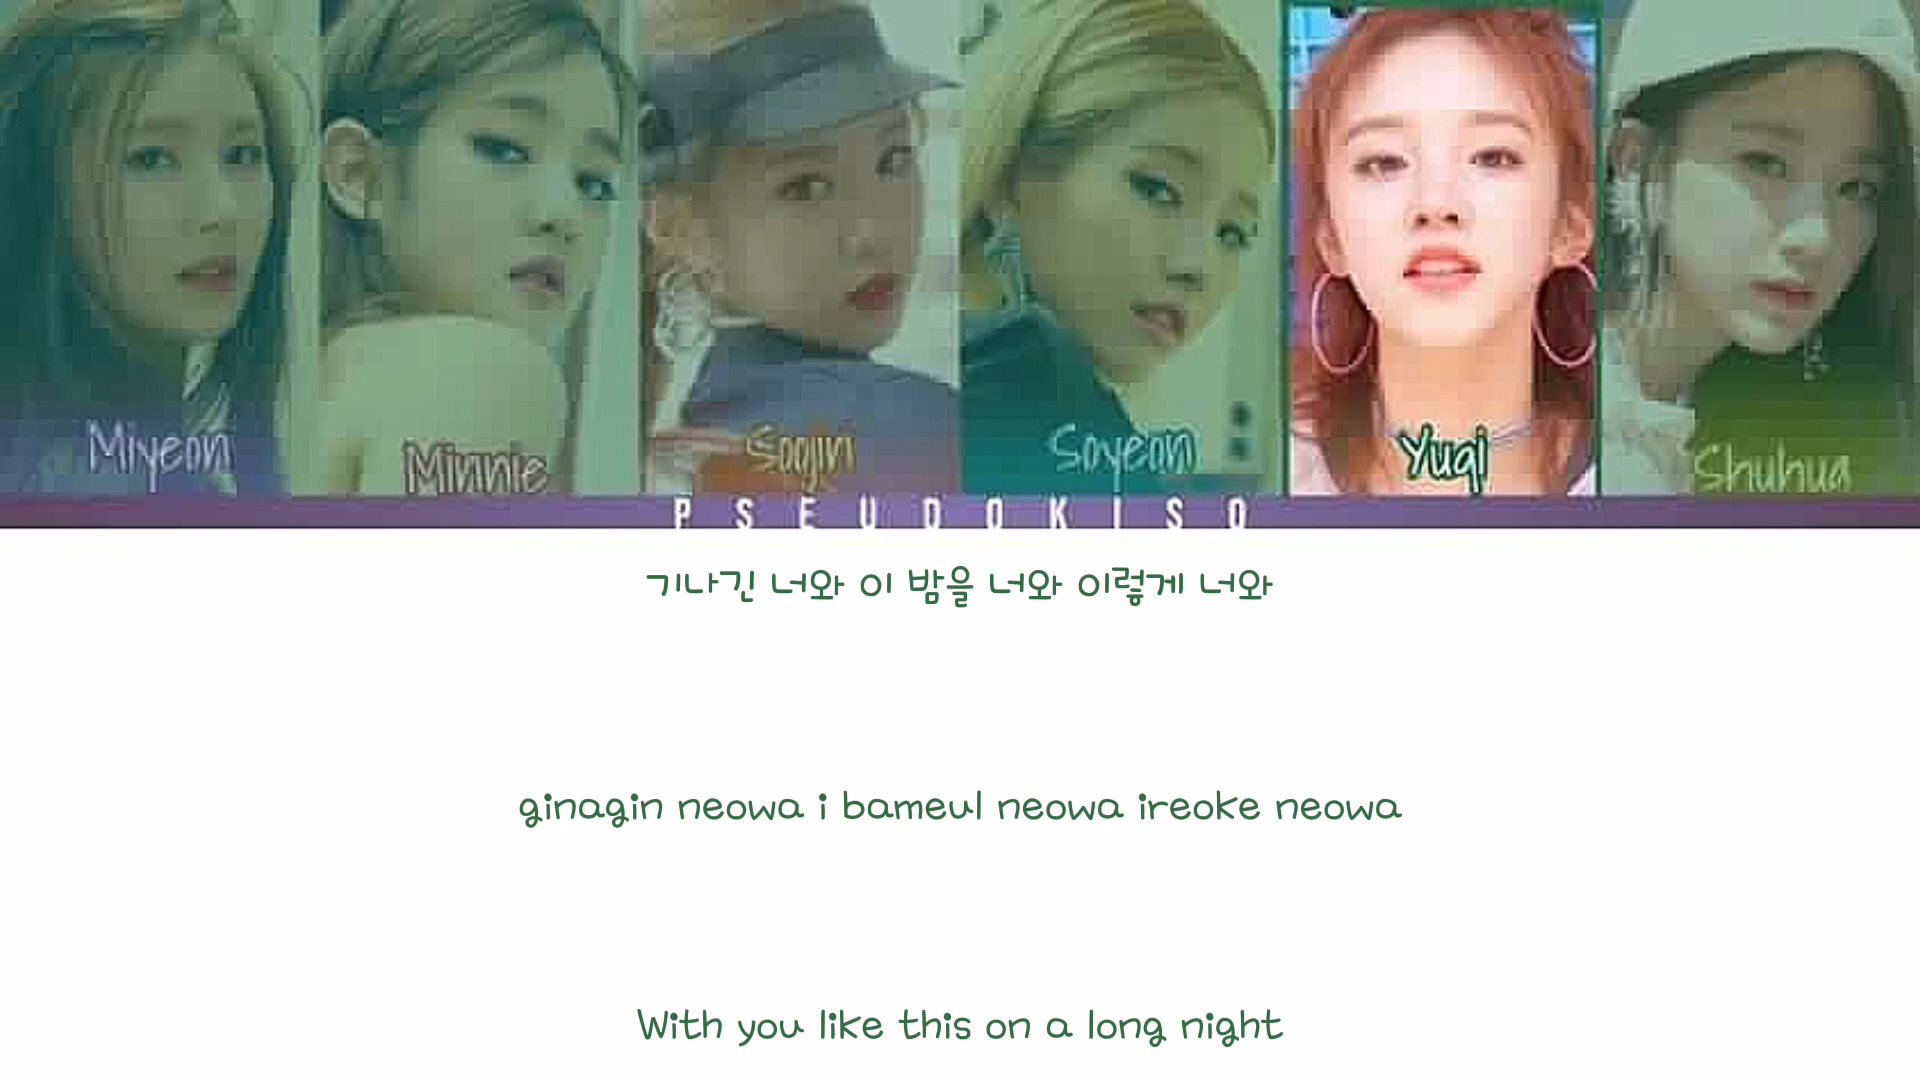 Miyeon
Minnie
Soojin
Soyeon
Yuqi
Shuhua
PSEUDOKISO
기나긴 너와 이 밤을 너와 이렇게 너와
ginagin neowa i bameul neowa ireoke neowa
With you like this on a long night